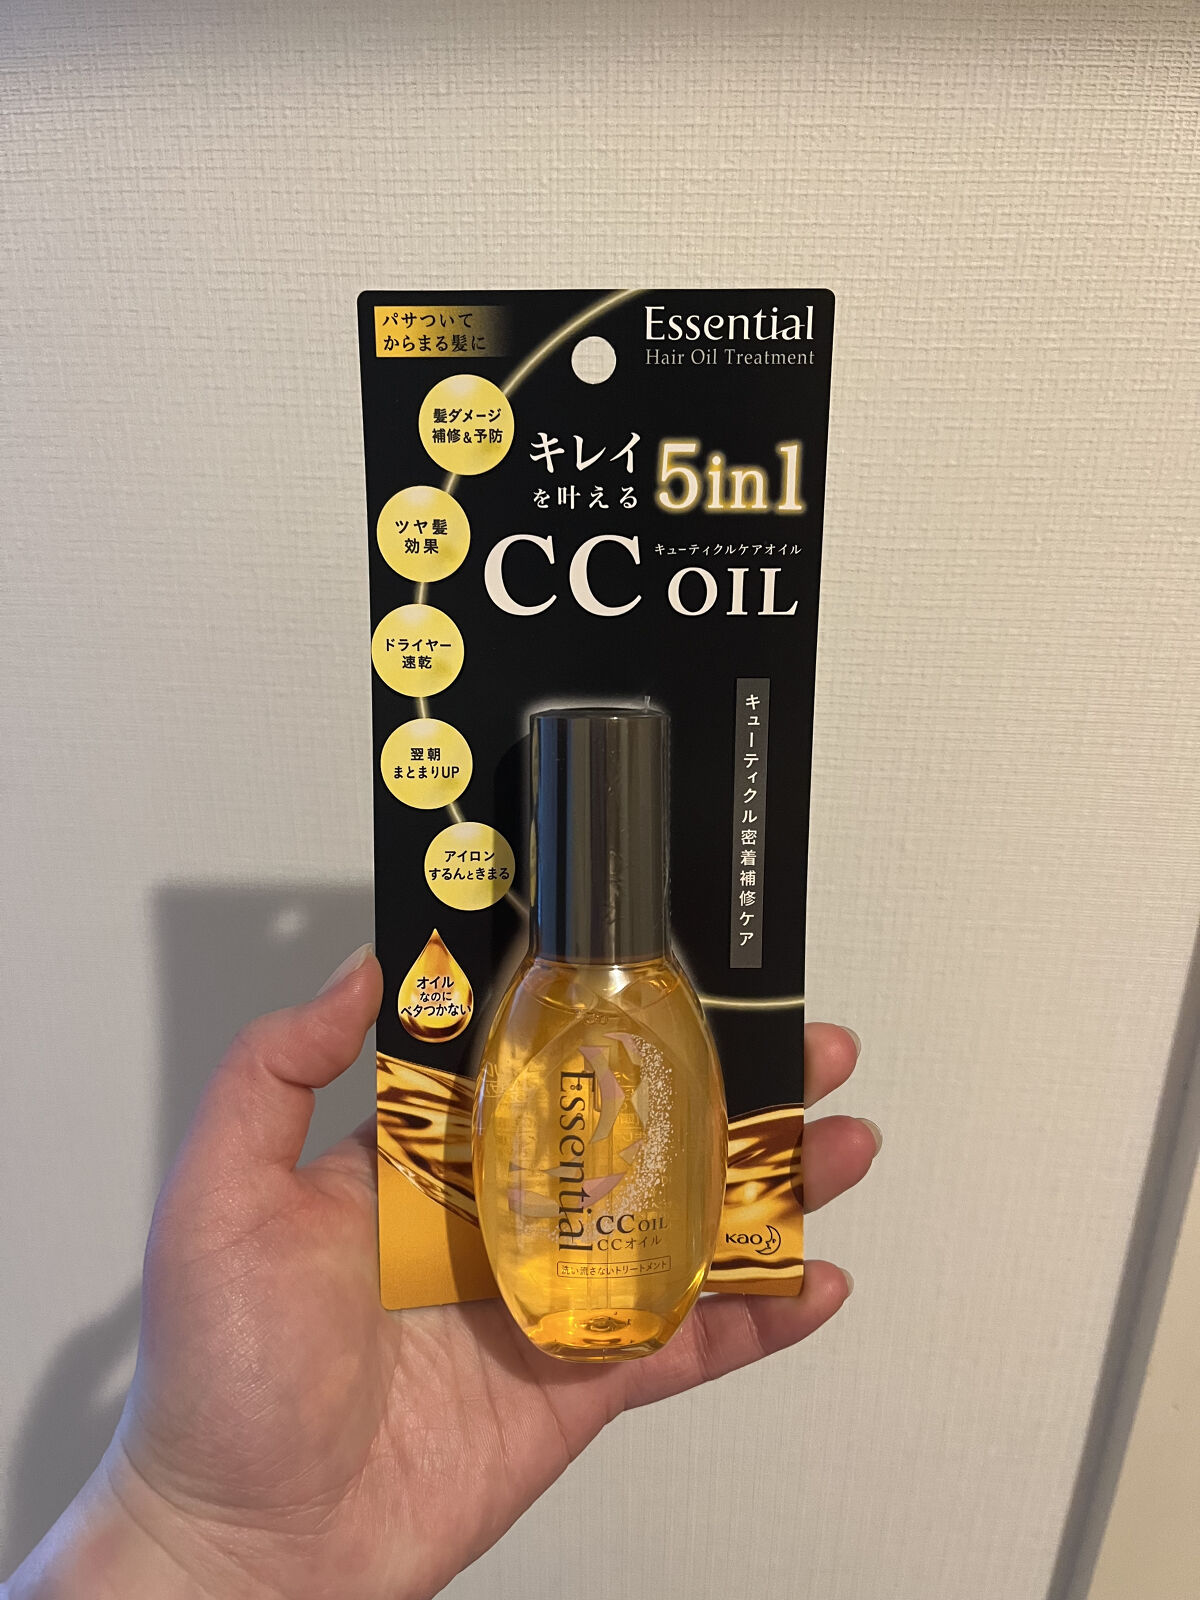 パサついて
からまる髪に
Essential
Hair Oil Treatment
髪ダメージ
補修&予防
キレイ
を叶える
5in1
ツヤ髪
効果
キューティクルケアオイル
CC OIL
ドライヤー
速乾
翌朝
まとまりUP
アイロン
するんときまる
キューティクル密着補修ケア
オイル
なのに
ベタつかない
Essential
CC OIL
CCオイル
洗い流さないトリートメント
Kao